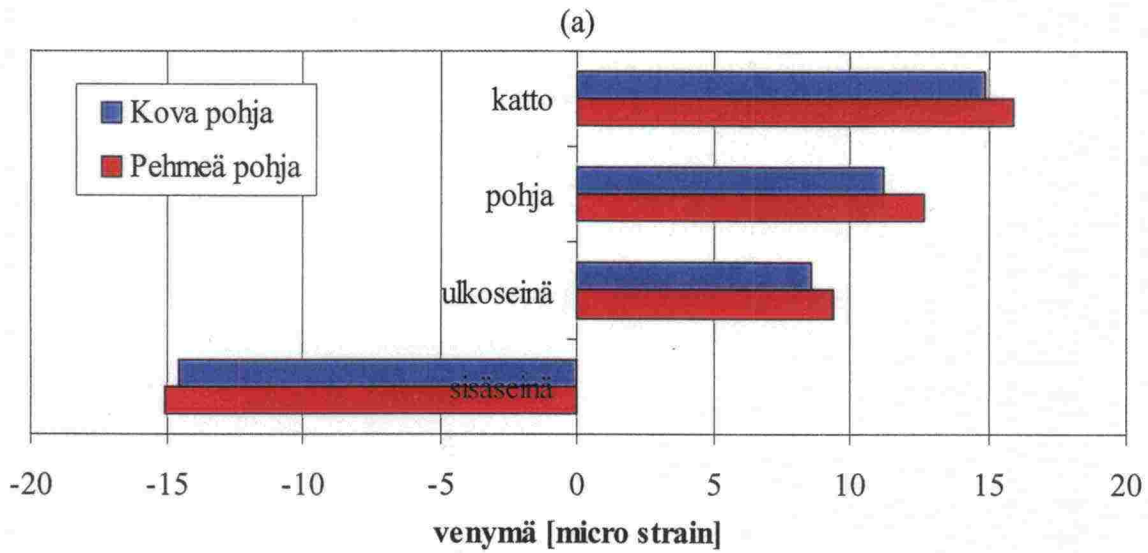 (a)
Kova pohja
Pehmeä pohja
katto
pohja
ulkoseinä
sisäseinä
-20 -15 -10 -5 0 5 10 15 20
venymä [micro strain]